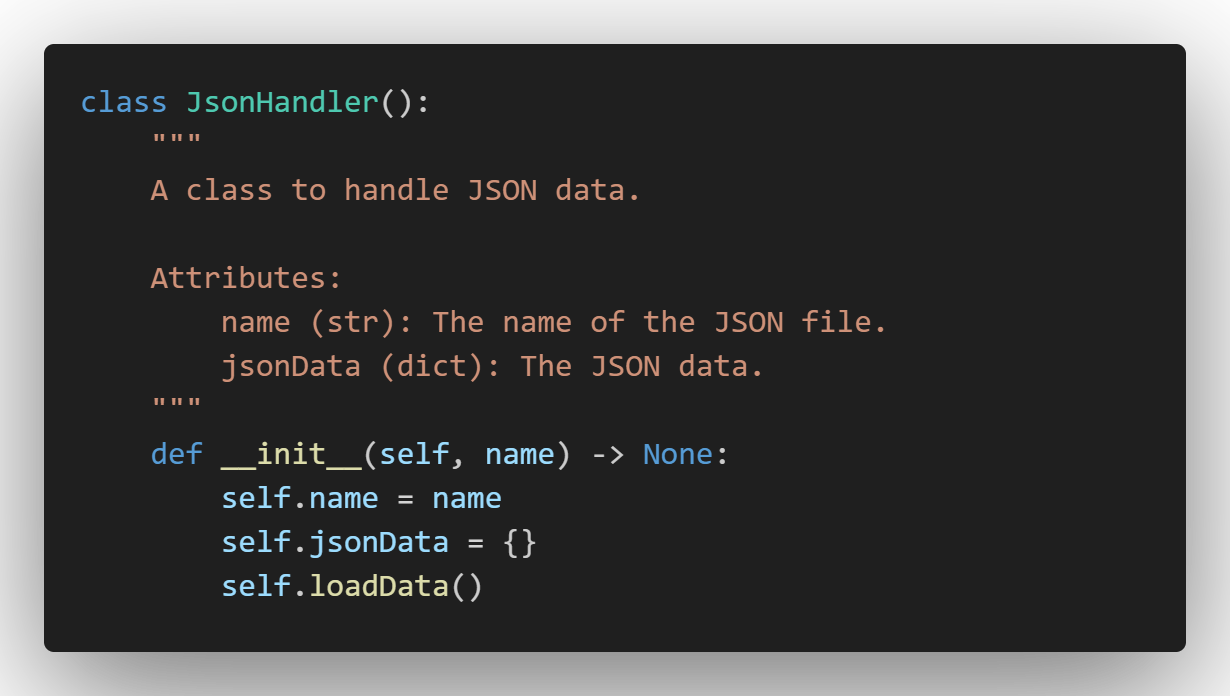 class JsonHandler():
    """
    A class to handle JSON data.

    Attributes:
        name (str): The name of the JSON file.
        jsonData (dict): The JSON data.
    """
    def __init__(self, name) -> None:
        self.name = name
        self.jsonData = {}
        self.loadData()